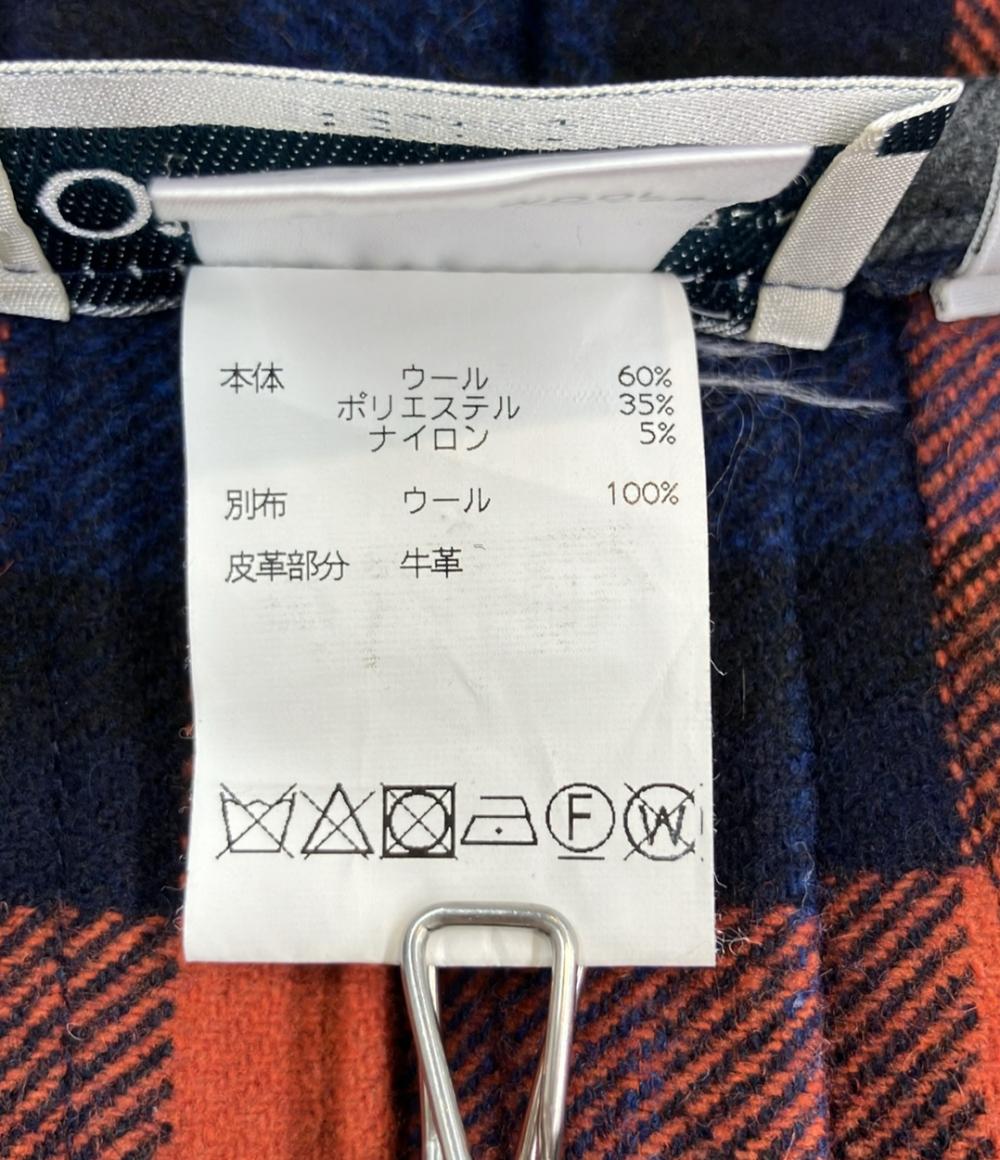 本体 ウール 60%
ポリエステル 35%
ナイロン 5%
別布 ウール 100%
皮革部分 牛革
F W